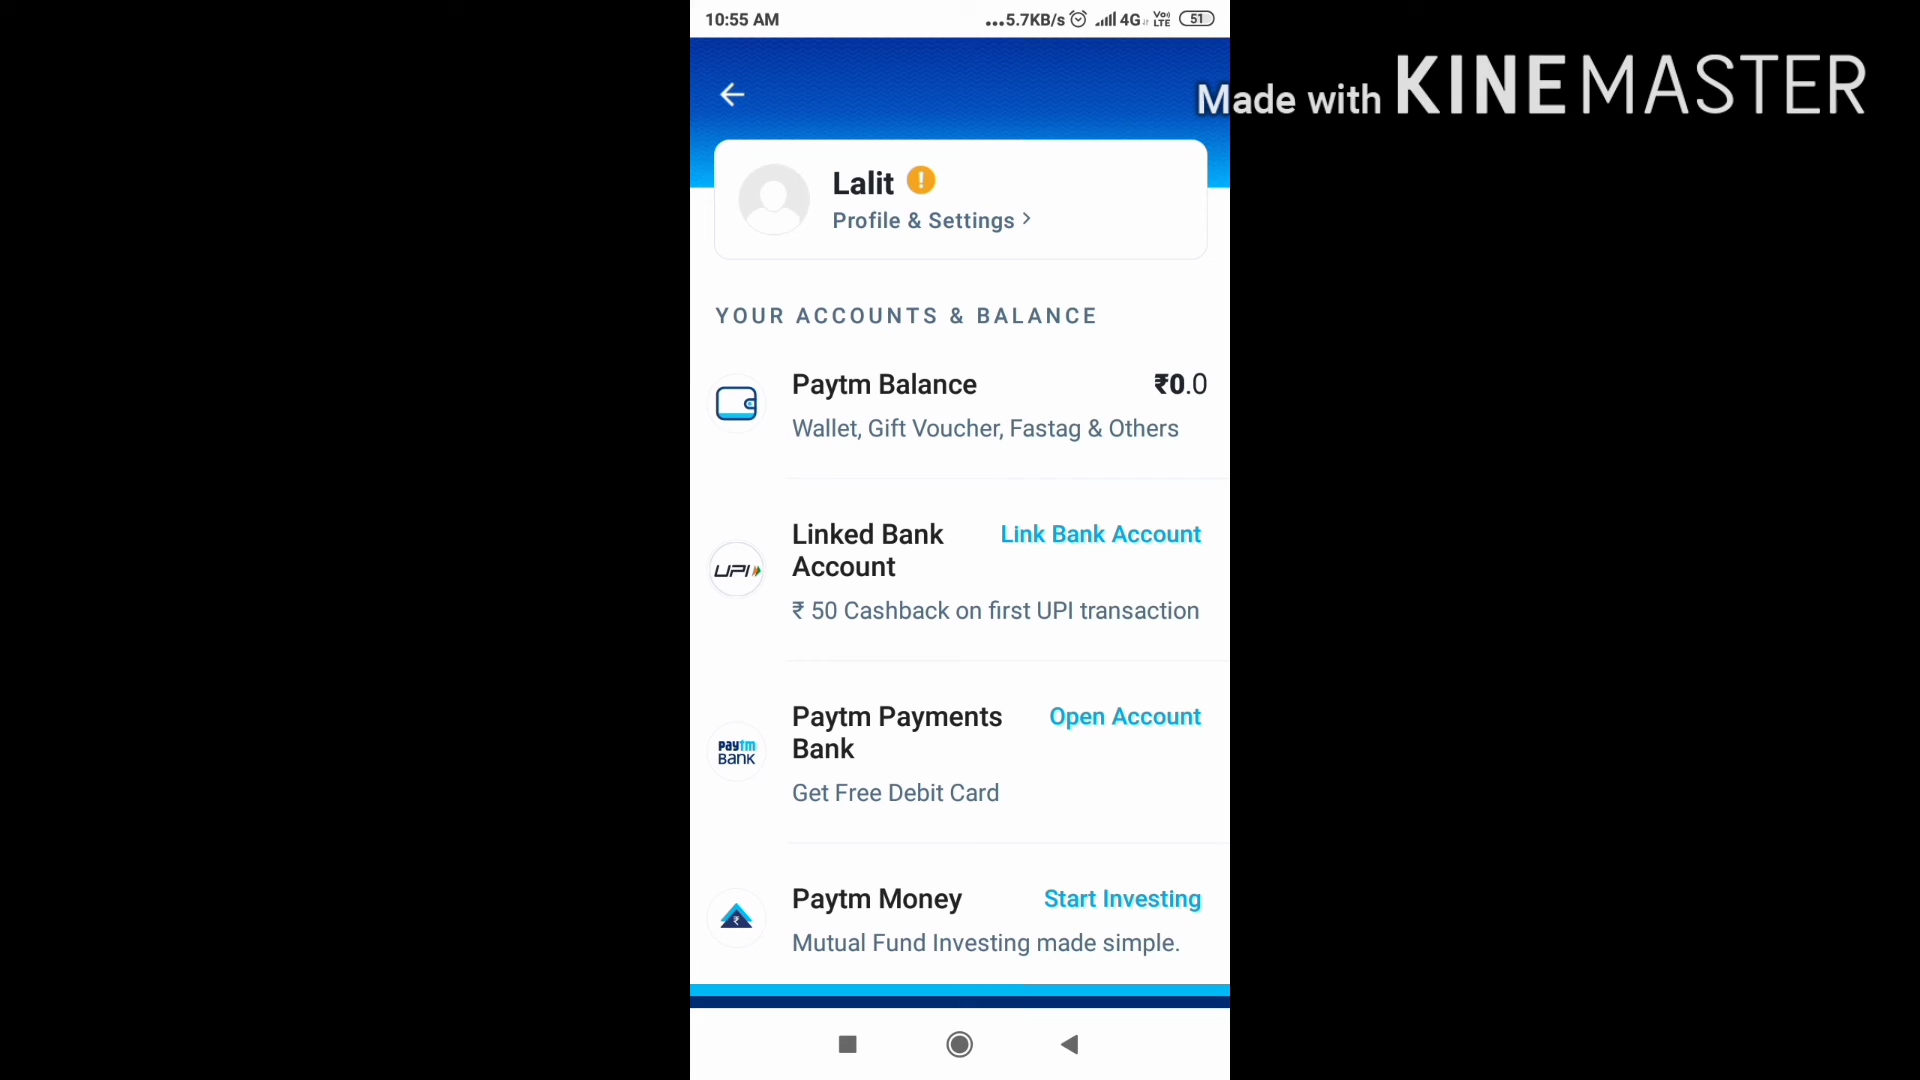 10:55 AM
...5.7KB/s 4G Vo LTE 51
Made with KINEMASTER
Lalit
Profile & Settings >
YOUR ACCOUNTS & BALANCE
Paytm Balance ₹0.0
Wallet, Gift Voucher, Fastag & Others
Linked Bank Link Bank Account
Account
UPI
₹ 50 Cashback on first UPI transaction
Paytm Payments Open Account
Bank
paytm
BANK
Get Free Debit Card
Paytm Money Start Investing
₹
Mutual Fund Investing made simple.